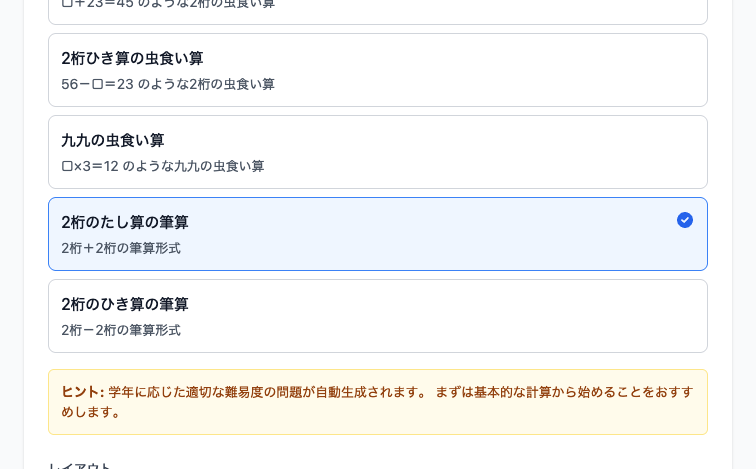 ▢＋23＝45 のような2桁の虫食い算
2桁ひき算の虫食い算
56－▢＝23 のような2桁の虫食い算
九九の虫食い算
▢×3＝12 のような九九の虫食い算
2桁のたし算の筆算
2桁＋2桁の筆算形式
2桁のひき算の筆算
2桁－2桁の筆算形式
ヒント: 学年に応じた適切な難易度の問題が自動生成されます。 まずは基本的な計算から始めることをおすす
めします。
レイアウト